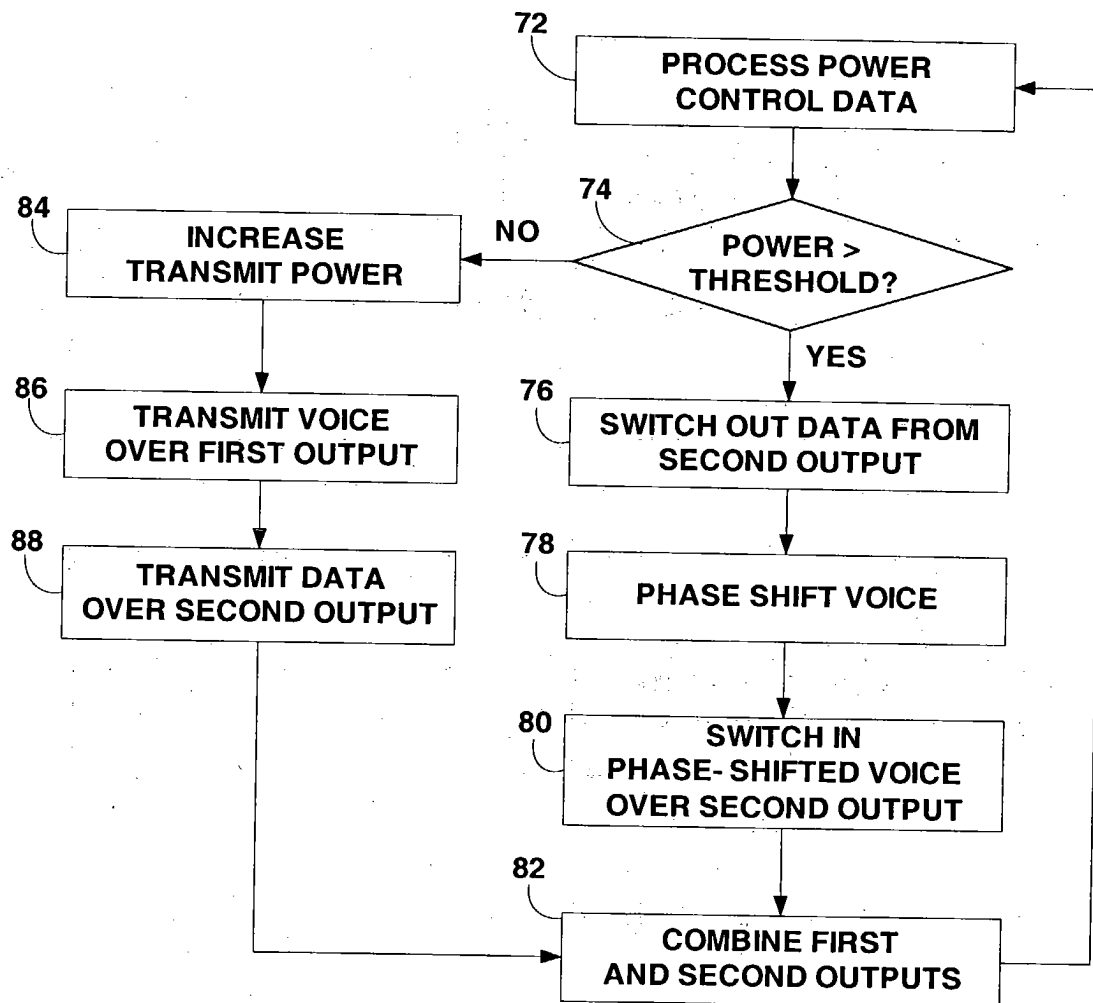 72
PROCESS POWER
CONTROL DATA
74
POWER >
THRESHOLD?
NO
YES
84
INCREASE
TRANSMIT POWER
86
TRANSMIT VOICE
OVER FIRST OUTPUT
88
TRANSMIT DATA
OVER SECOND OUTPUT
76
SWITCH OUT DATA FROM
SECOND OUTPUT
78
PHASE SHIFT VOICE
80
SWITCH IN
PHASE- SHIFTED VOICE
OVER SECOND OUTPUT
82
COMBINE FIRST
AND SECOND OUTPUTS